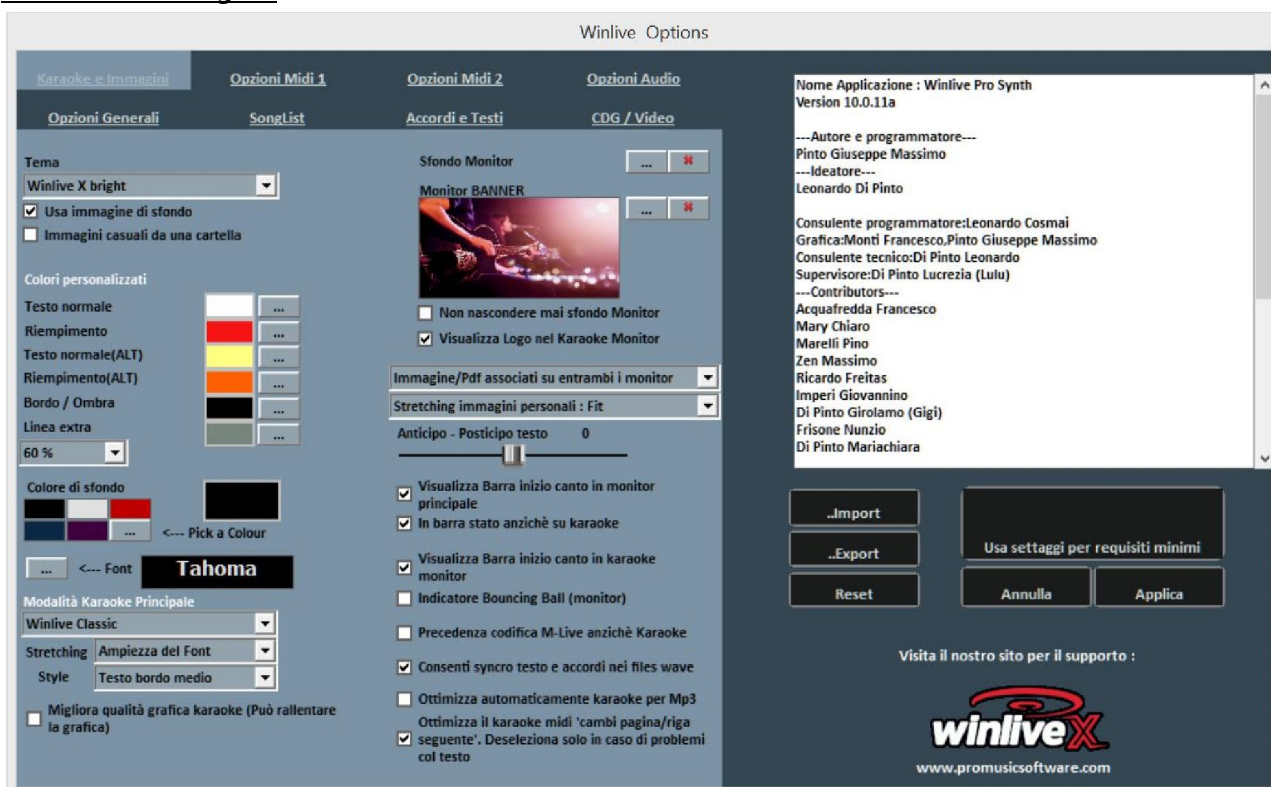 Winlive Options
Karaoke e Immagini
Opzioni Midi 1
Opzioni Midi 2
Opzioni Audio
Opzioni Generali
SongList
Accordi e Testi
CDG / Video
Tema
Winlive X bright
Usa immagine di sfondo
Immagini casuali da una cartella
Colori personalizzati
Testo normale
...
Riempimento
...
Testo normale(ALT)
...
Riempimento(ALT)
...
Bordo / Ombra
...
Linea extra
...
60 %
Colore di sfondo
...
<--- Pick a Colour
...
<--- Font
Tahoma
Modalità Karaoke Principale
Winlive Classic
Stretching
Ampiezza del Font
Style
Testo bordo medio
Migliora qualità grafica karaoke (Può rallentare
la grafica)
Sfondo Monitor
...
Monitor BANNER
...
Non nascondere mai sfondo Monitor
Visualizza Logo nel Karaoke Monitor
Immagine/Pdf associati su entrambi i monitor
Stretching immagini personali : Fit
Anticipo - Posticipo testo 0
Visualizza Barra inizio canto in monitor
principale
In barra stato anzichè su karaoke
Visualizza Barra inizio canto in karaoke
monitor
Indicatore Bouncing Ball (monitor)
Precedenza codifica M-Live anzichè Karaoke
Consenti syncro testo e accordi nei files wave
Ottimizza automaticamente karaoke per Mp3
Ottimizza il karaoke midi 'cambi pagina/riga
seguente'. Deseleziona solo in caso di problemi
col testo
Nome Applicazione : Winlive Pro Synth
Version 10.0.11a
---Autore e programmatore---
Pinto Giuseppe Massimo
---Ideatore---
Leonardo Di Pinto
Consulente programmatore:Leonardo Cosmai
Grafica:Monti Francesco,Pinto Giuseppe Massimo
Consulente tecnico:Di Pinto Leonardo
Supervisore:Di Pinto Lucrezia (Lulu)
---Contributors---
Acquafredda Francesco
Mary Chiaro
Marelli Pino
Zen Massimo
Ricardo Freitas
Imperi Giovannino
Di Pinto Girolamo (Gigi)
Frisone Nunzio
Di Pinto Mariachiara
..Import
..Export
Reset
Usa settaggi per requisiti minimi
Annulla
Applica
Visita il nostro sito per il supporto :
winlive X
www.promusicsoftware.com